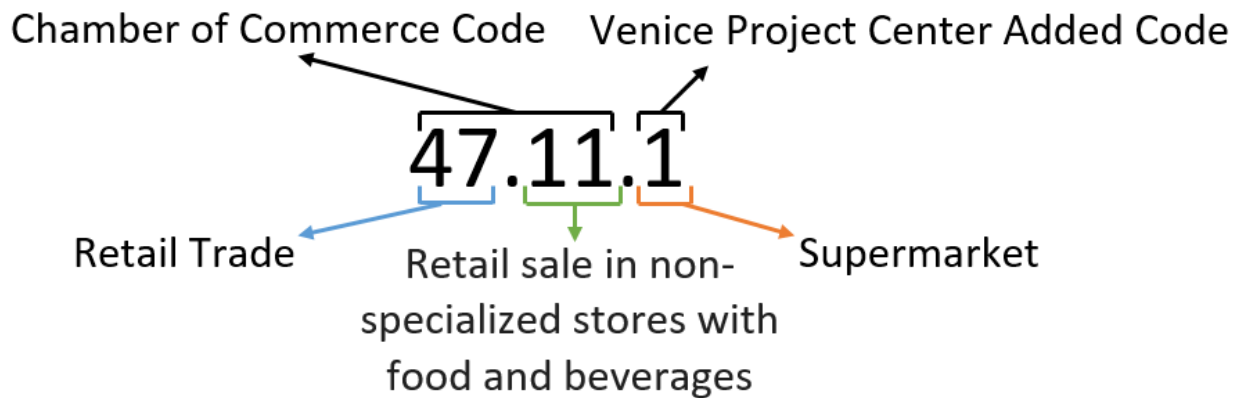 Chamber of Commerce Code
Venice Project Center Added Code
47.11.1
Retail Trade
Retail sale in non-
specialized stores with
food and beverages
Supermarket